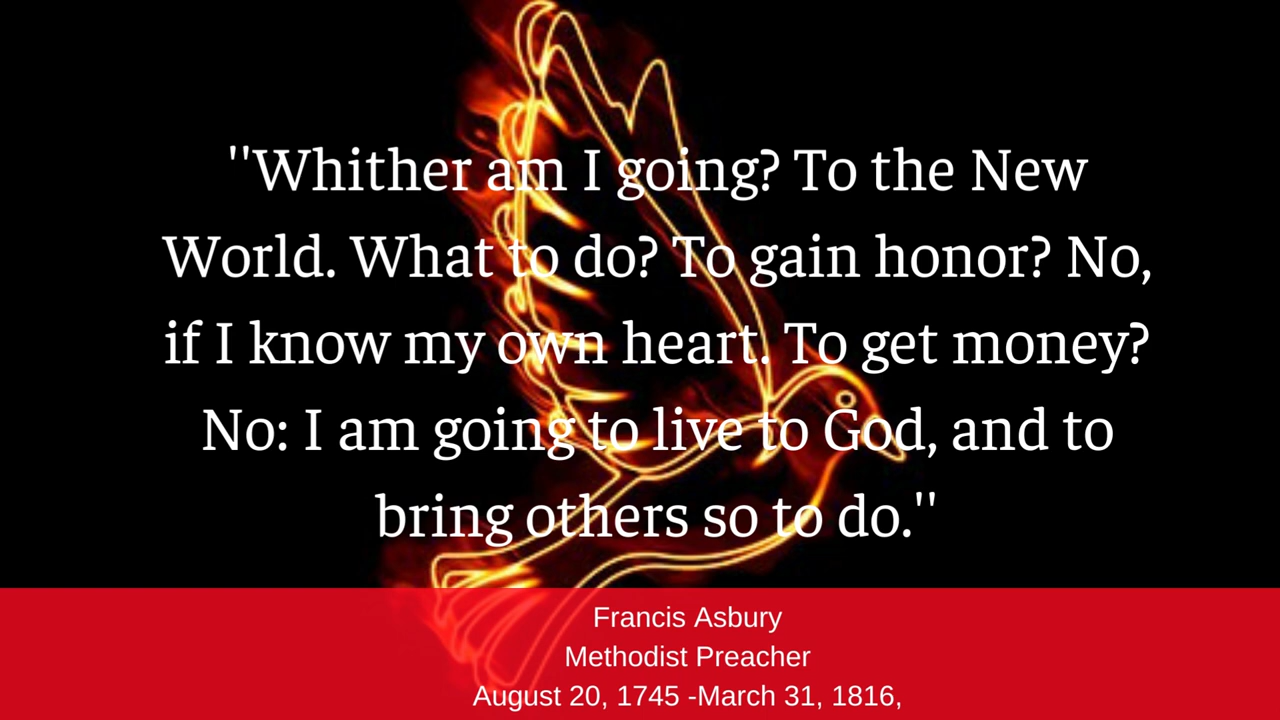 "Whither am I going? To the New
World. What to do? To gain honor? No,
if I know my own heart. To get money?
No: I am going to live to God, and to
bring others so to do."
Francis Asbury
Methodist Preacher
August 20, 1745 -March 31, 1816,